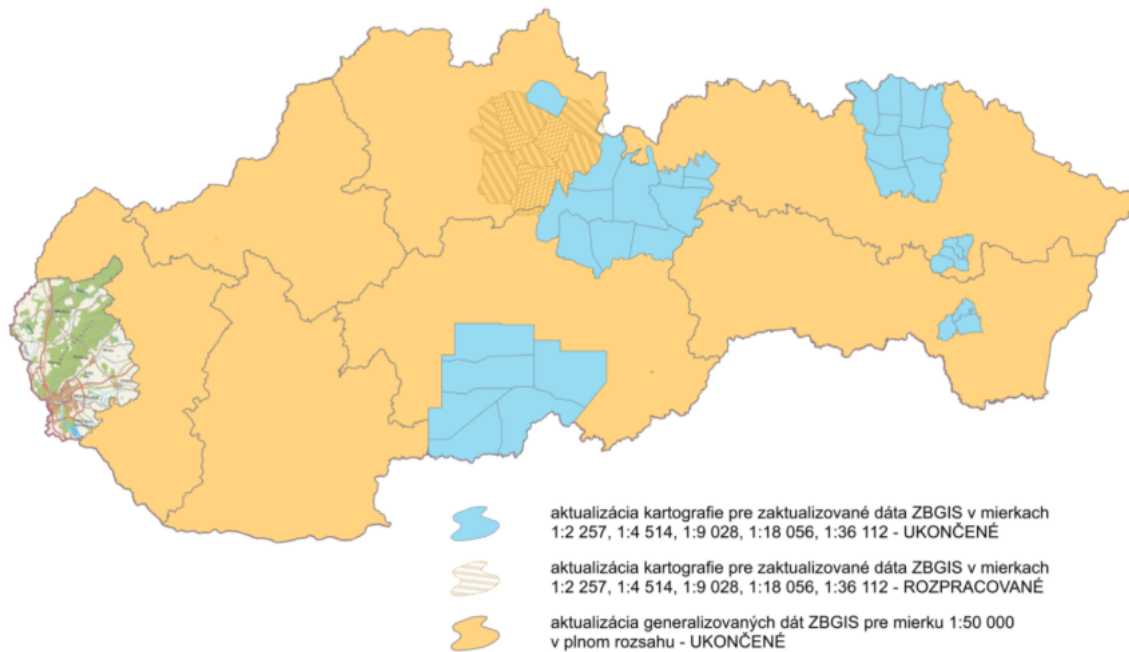 aktualizácia kartografie pre zaktualizované dáta ZBGIS v mierkach
1:2 257, 1:4 514, 1:9 028, 1:18 056, 1:36 112 - UKONČENÉ
aktualizácia kartografie pre zaktualizované dáta ZBGIS v mierkach
1:2 257, 1:4 514, 1:9 028, 1:18 056, 1:36 112 - ROZPRACOVANÉ
aktualizácia generalizovaných dát ZBGIS pre mierku 1:50 000
v plnom rozsahu - UKONČENÉ